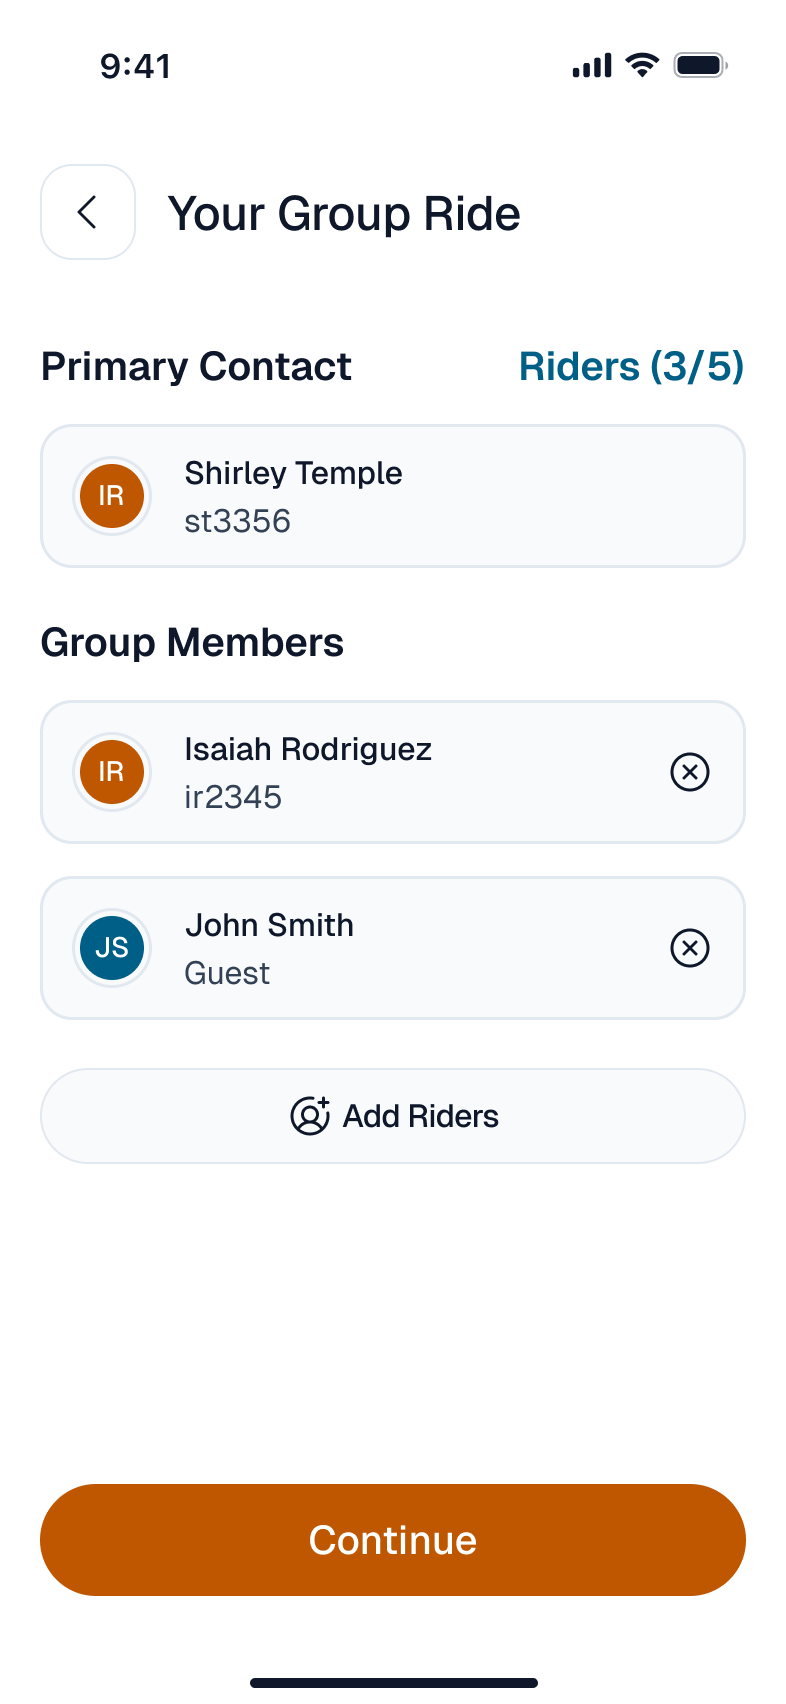 9:41
Your Group Ride
Primary Contact
Riders (3/5)
IR
Shirley Temple
st3356
Group Members
IR
Isaiah Rodriguez
ir2345
JS
John Smith
Guest
Add Riders
Continue